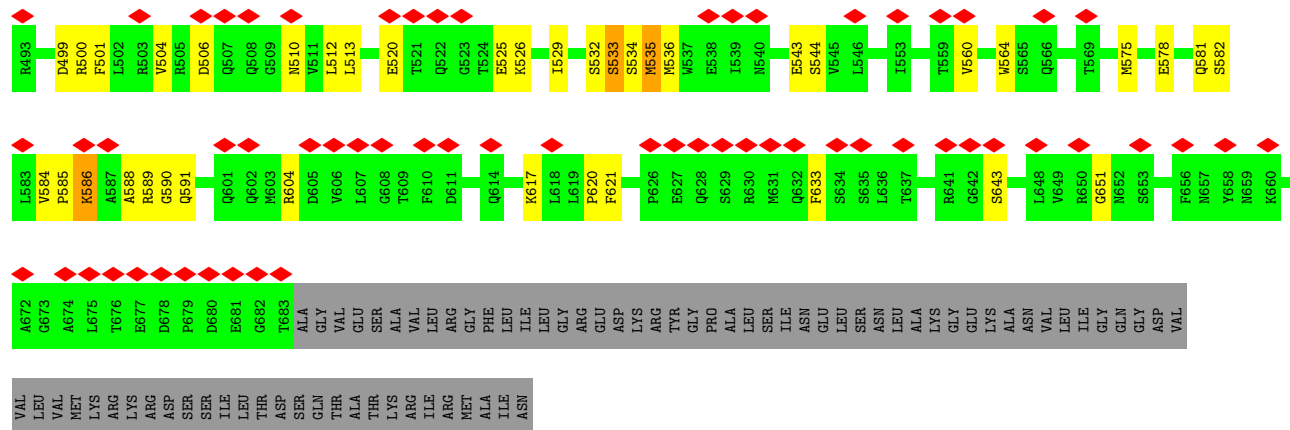 R493 D499 R500 F501 L502 R503 V504 R505 D506 Q507 Q508 G509 N510 V511 L512 L513 E520 T521 Q522 G523 T524 E525 K526 I529 S532 S533 S534 M535 M536 W537 E538 I539 N540 E543 S544 V545 L546 I553 T559 V560 W564 S565 Q566 T569 M575 E578 Q581 S582
L583 V584 P585 K586 A587 A588 R589 G590 Q591 Q601 Q602 M603 R604 D605 V606 L607 G608 T609 F610 D611 Q614 K617 L618 L619 P620 F621 P626 E627 Q628 S629 R630 M631 Q632 F633 S634 S635 L636 T637 R641 G642 S643 L648 V649 R650 G651 N652 S653 F656 N657 Y658 N659 K660
A672 G673 A674 L675 T676 E677 D678 P679 D680 E681 G682 T683 ALA GLY VAL GLU SER ALA VAL LEU ARG GLY PHE LEU ILE LEU GLY ARG GLU ASP LYS ARG TYR GLY PRO ALA LEU SER ILE ASN GLU LEU SER ASN LEU ALA LYS GLY GLU LYS ALA ASN VAL LEU ILE GLY GLN GLY ASP VAL
VAL LEU VAL MET LYS ARG LYS ARG ASP SER SER ILE LEU THR ASP SER GLN THR ALA THR LYS ARG ILE ARG MET ALA ILE ASN